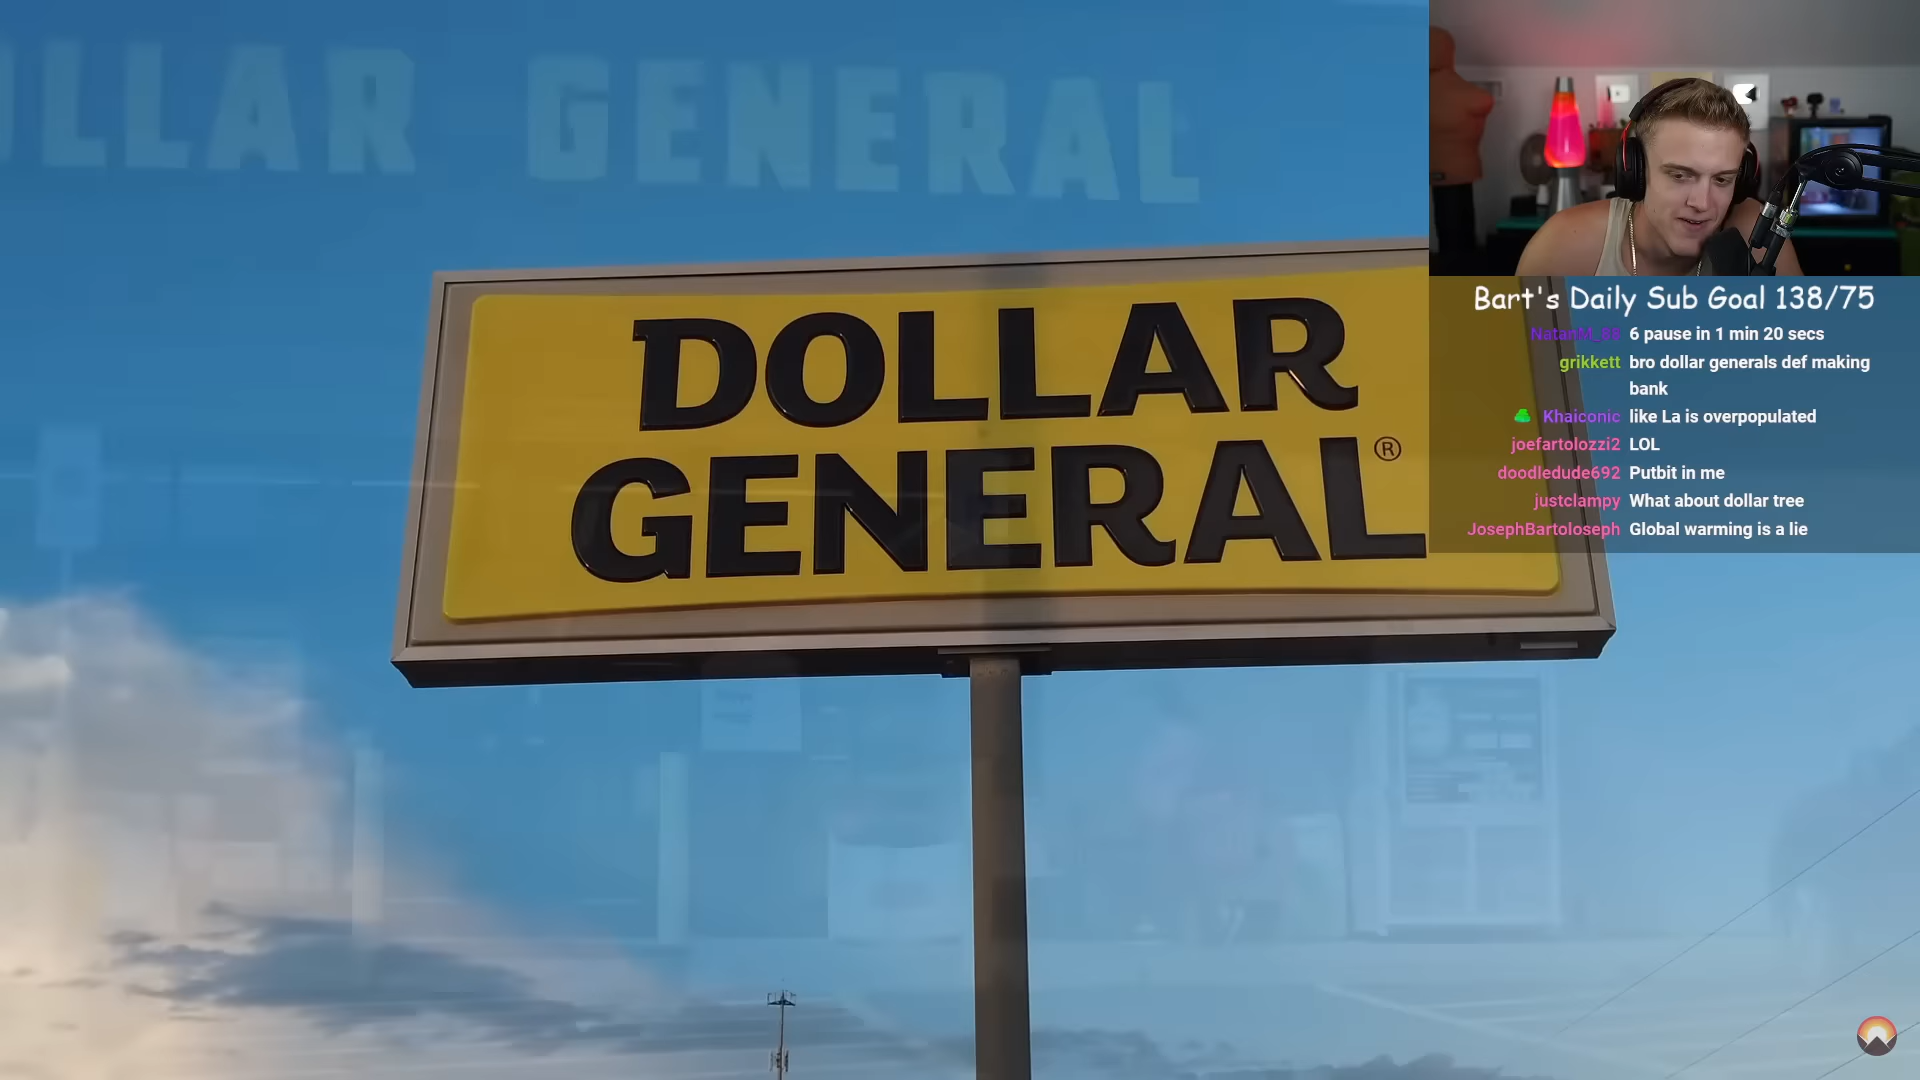 OLLAR GENERAL
DOLLAR
GENERAL®
Bart's Daily Sub Goal 138/75
NatanM_88 6 pause in 1 min 20 secs
grikkett bro dollar generals def making
bank
Khaiconic like La is overpopulated
joefartolozzi2 LOL
doodledude692 Putbit in me
justclampy What about dollar tree
JosephBartoloseph Global warming is a lie